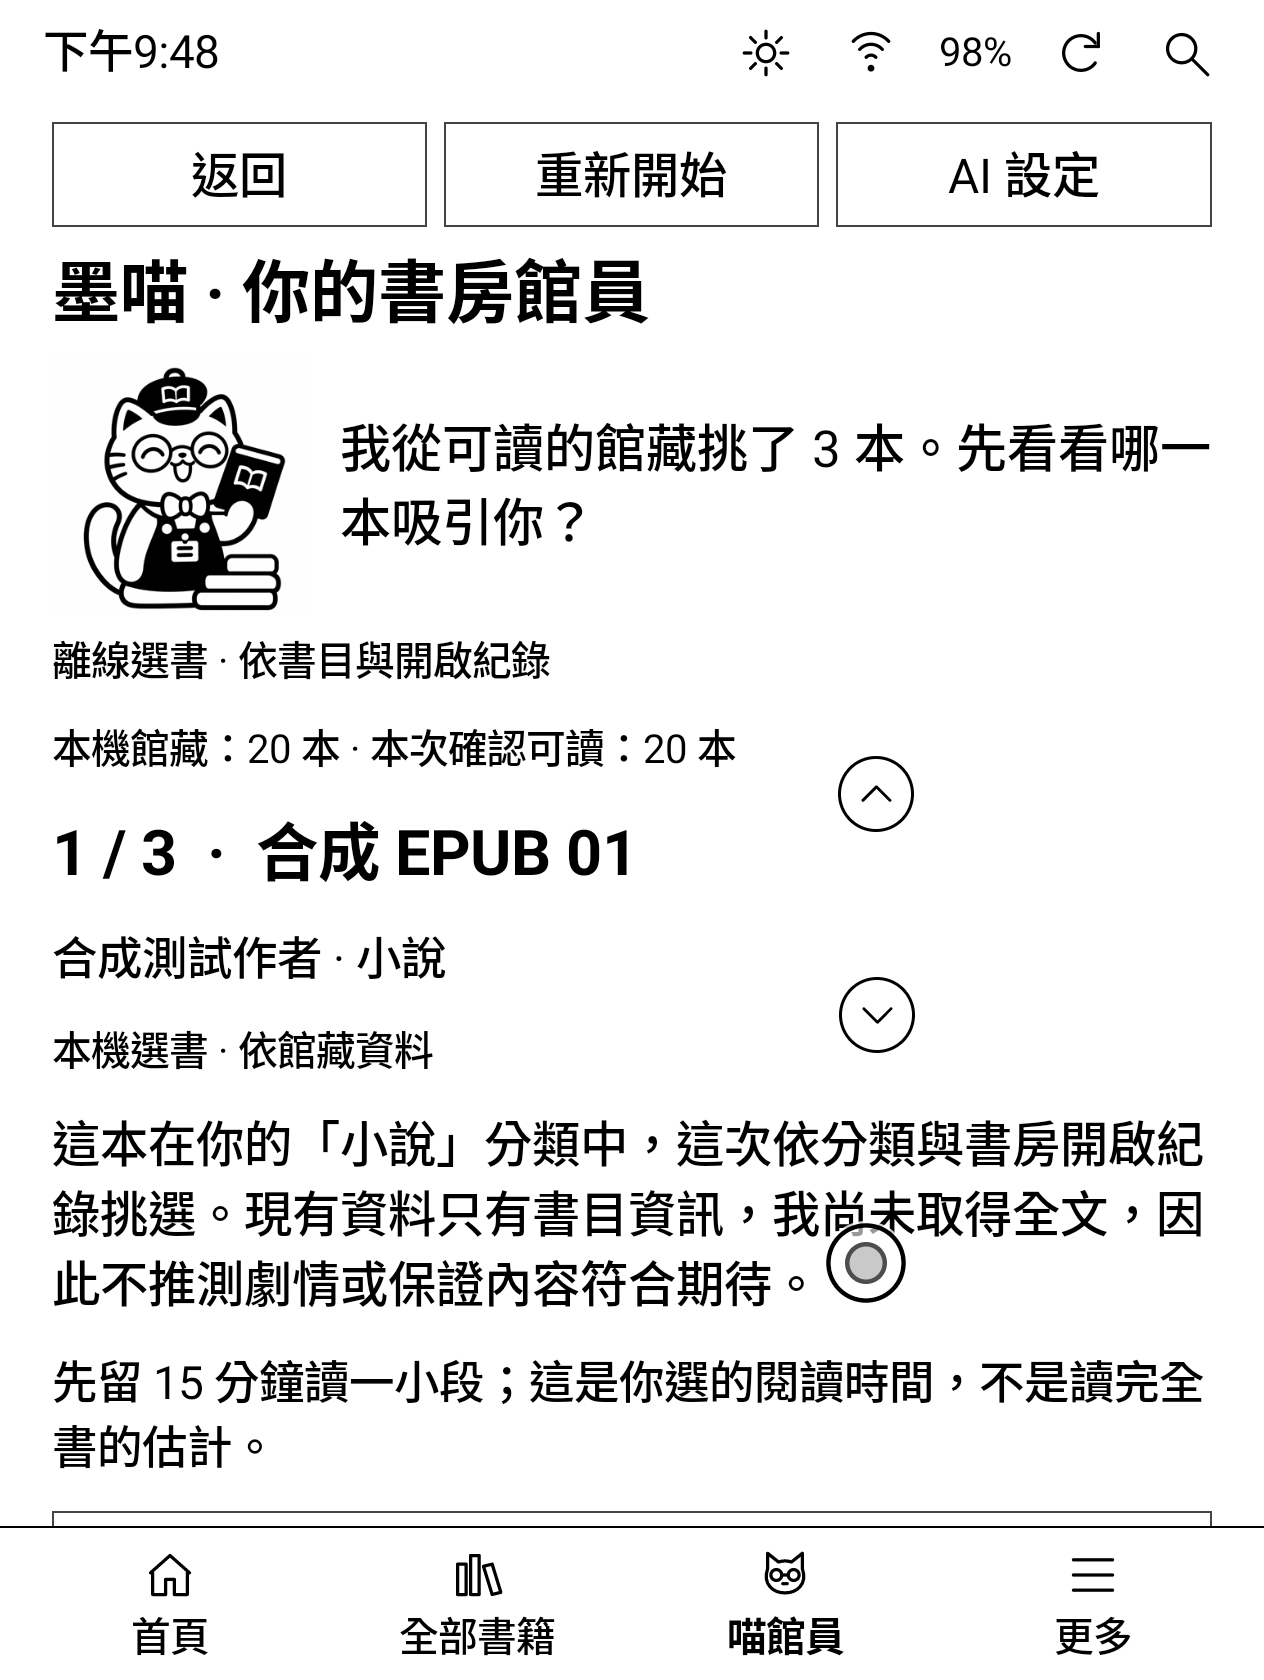 下午9:48
98%
返回
重新開始
AI 設定
墨喵 · 你的書房館員
我從可讀的館藏挑了 3 本。先看看哪一
本吸引你？
離線選書 · 依書目與開啟紀錄
本機館藏：20 本 · 本次確認可讀：20 本
1 / 3 · 合成 EPUB 01
合成測試作者 · 小說
本機選書 · 依館藏資料
這本在你的「小說」分類中，這次依分類與書房開啟紀
錄挑選。現有資料只有書目資訊，我尚未取得全文，因
此不推測劇情或保證內容符合期待。
先留 15 分鐘讀一小段；這是你選的閱讀時間，不是讀完全
書的估計。
首頁
全部書籍
喵館員
更多